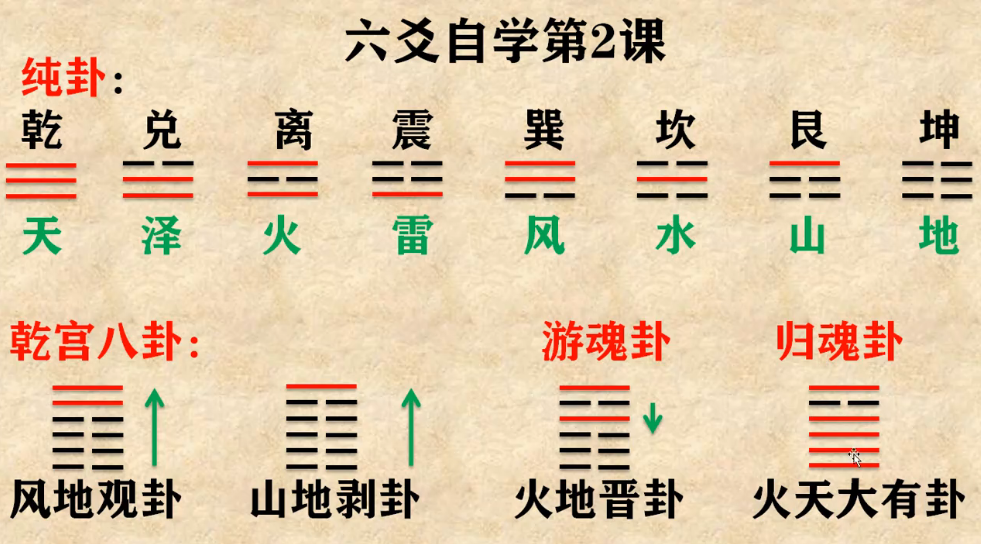 六爻自学第2课
纯卦：
乾 兑 离 震 巽 坎 艮 坤
天 泽 火 雷 风 水 山 地
乾宫八卦： 游魂卦 归魂卦
风地观卦 山地剥卦 火地晋卦 火天大有卦